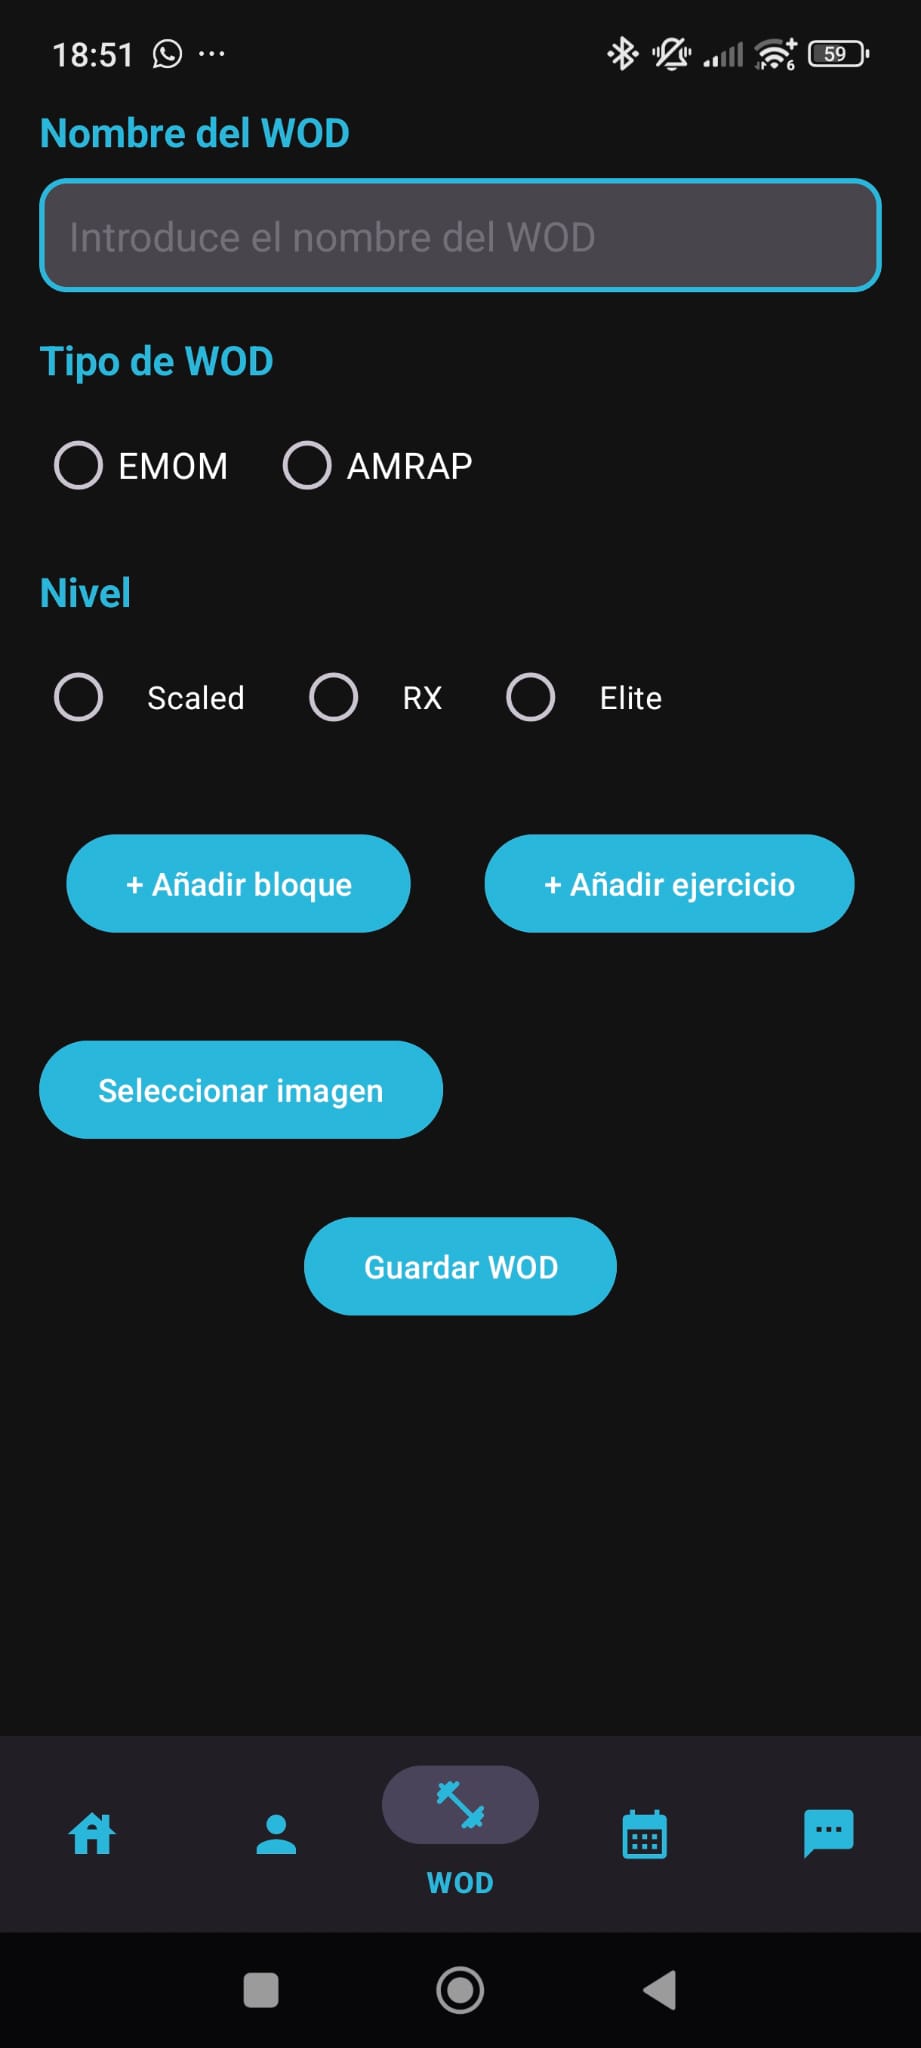 18:51
59
Nombre del WOD
Introduce el nombre del WOD
Tipo de WOD
EMOM AMRAP
Nivel
Scaled RX Elite
+ Añadir bloque + Añadir ejercicio
Seleccionar imagen
Guardar WOD
WOD